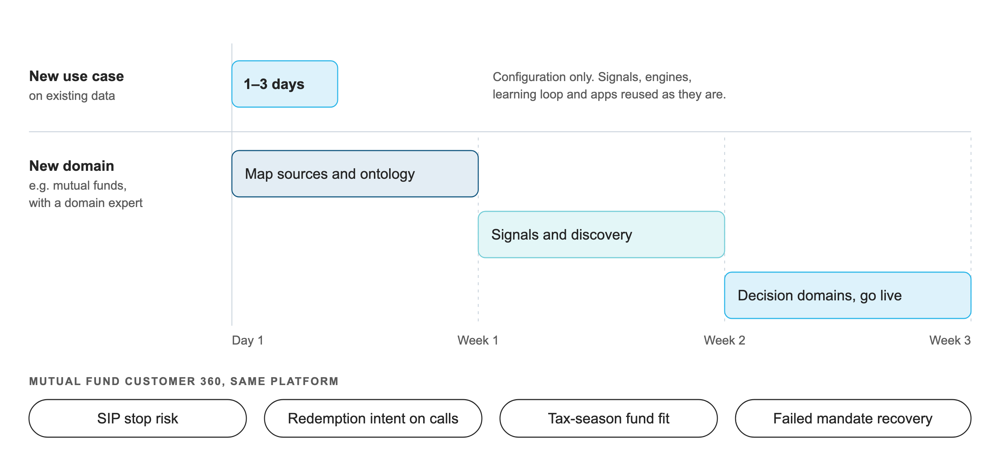 New use case
on existing data
1–3 days
Configuration only. Signals, engines,
learning loop and apps reused as they are.
New domain
e.g. mutual funds,
with a domain expert
Map sources and ontology
Signals and discovery
Decision domains, go live
Day 1
Week 1
Week 2
Week 3
MUTUAL FUND CUSTOMER 360, SAME PLATFORM
SIP stop risk
Redemption intent on calls
Tax-season fund fit
Failed mandate recovery